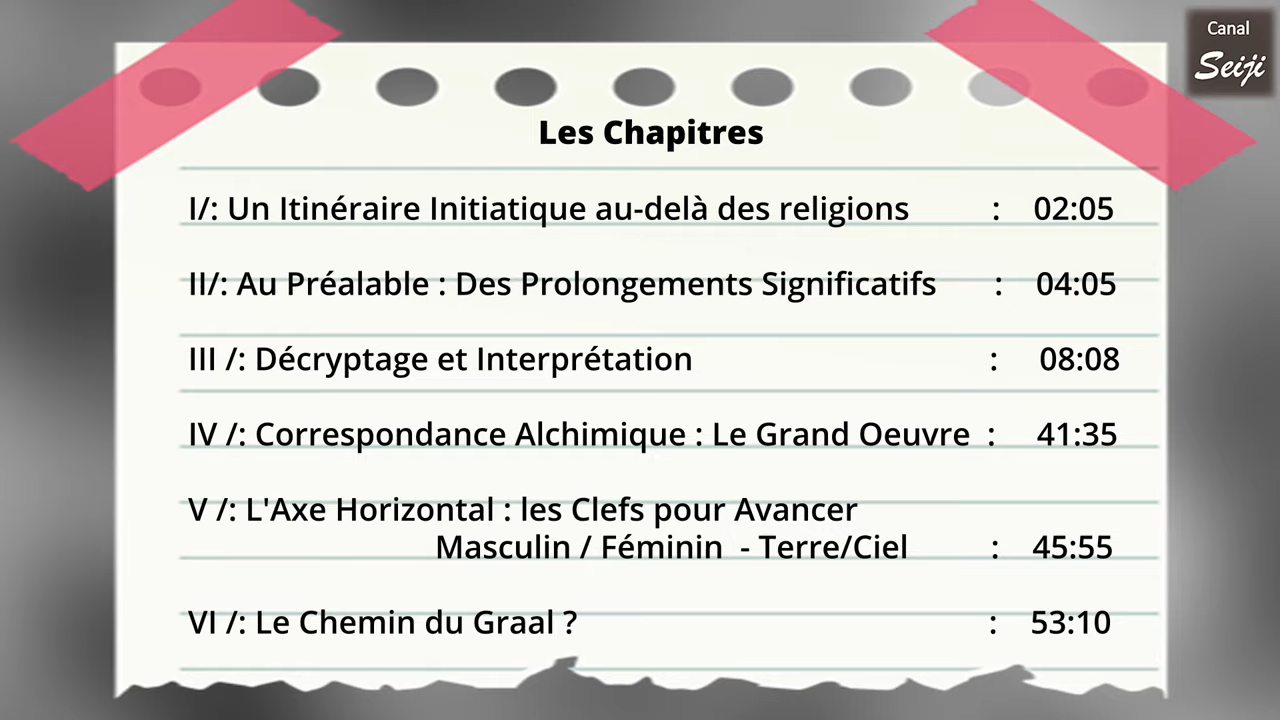 Canal
Seiji
Les Chapitres
I/: Un Itinéraire Initiatique au-delà des religions : 02:05
II/: Au Préalable : Des Prolongements Significatifs : 04:05
III /: Décryptage et Interprétation : 08:08
IV /: Correspondance Alchimique : Le Grand Oeuvre : 41:35
V /: L'Axe Horizontal : les Clefs pour Avancer
Masculin / Féminin - Terre/Ciel : 45:55
VI /: Le Chemin du Graal ? : 53:10